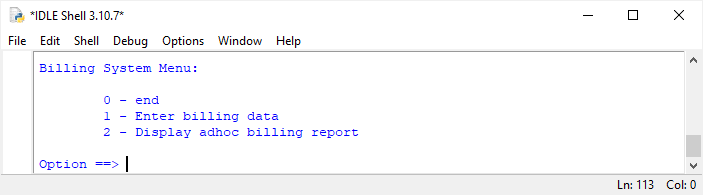 *IDLE Shell 3.10.7*
File Edit Shell Debug Options Window Help
Billing System Menu:
0 - end
1 - Enter billing data
2 - Display adhoc billing report
Option ==>
Ln: 113 Col: 0